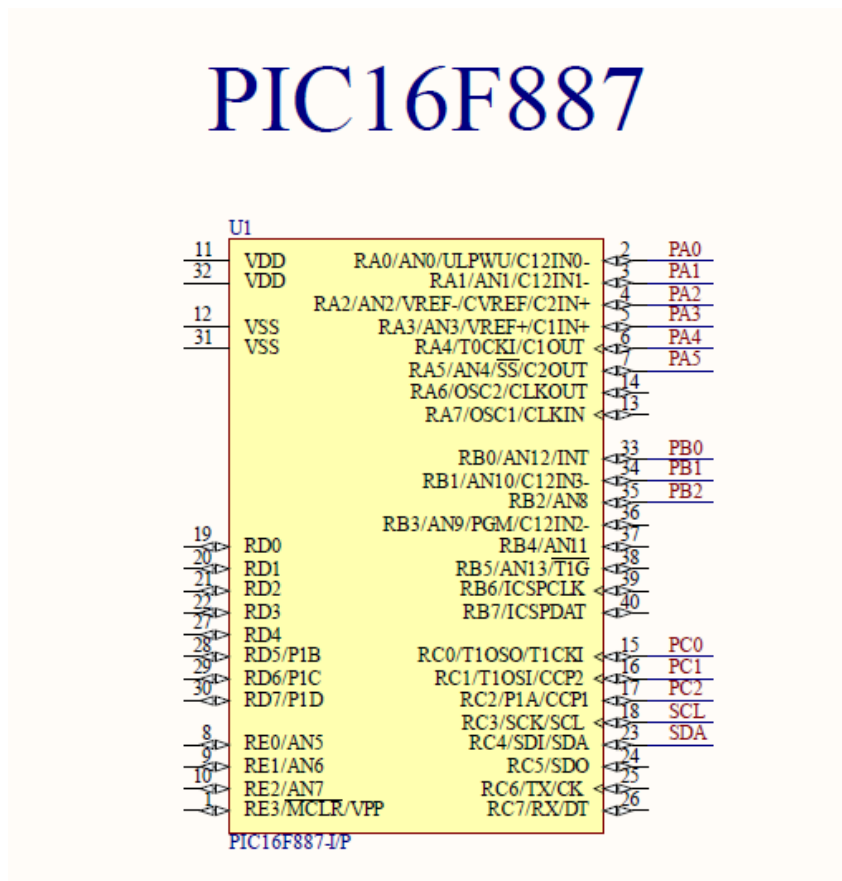 PIC16F887
U1
11 VDD RA0/AN0/ULPWU/C12IN0- 2 PA0
32 VDD RA1/AN1/C12IN1- 3 PA1
RA2/AN2/VREF-/CVREF/C2IN+ 4 PA2
12 VSS RA3/AN3/VREF+/C1IN+ 5 PA3
31 VSS RA4/T0CKI/C1OUT 6 PA4
RA5/AN4/SS/C2OUT 7 PA5
RA6/OSC2/CLKOUT 14
RA7/OSC1/CLKIN 13
RB0/AN12/INT 33 PB0
RB1/AN10/C12IN3- 34 PB1
RB2/AN8 35 PB2
RB3/AN9/PGM/C12IN2- 36
19 RD0 RB4/AN11 37
20 RD1 RB5/AN13/T1G 38
21 RD2 RB6/ICSPCLK 39
22 RD3 RB7/ICSPDAT 40
27 RD4
28 RD5/P1B RC0/T1OSO/T1CKI 15 PC0
29 RD6/P1C RC1/T1OSI/CCP2 16 PC1
30 RD7/P1D RC2/P1A/CCP1 17 PC2
RC3/SCK/SCL 18 SCL
8 RE0/AN5 RC4/SDI/SDA 23 SDA
9 RE1/AN6 RC5/SDO 24
10 RE2/AN7 RC6/TX/CK 25
1 RE3/MCLR/VPP RC7/RX/DT 26
PIC16F887-I/P